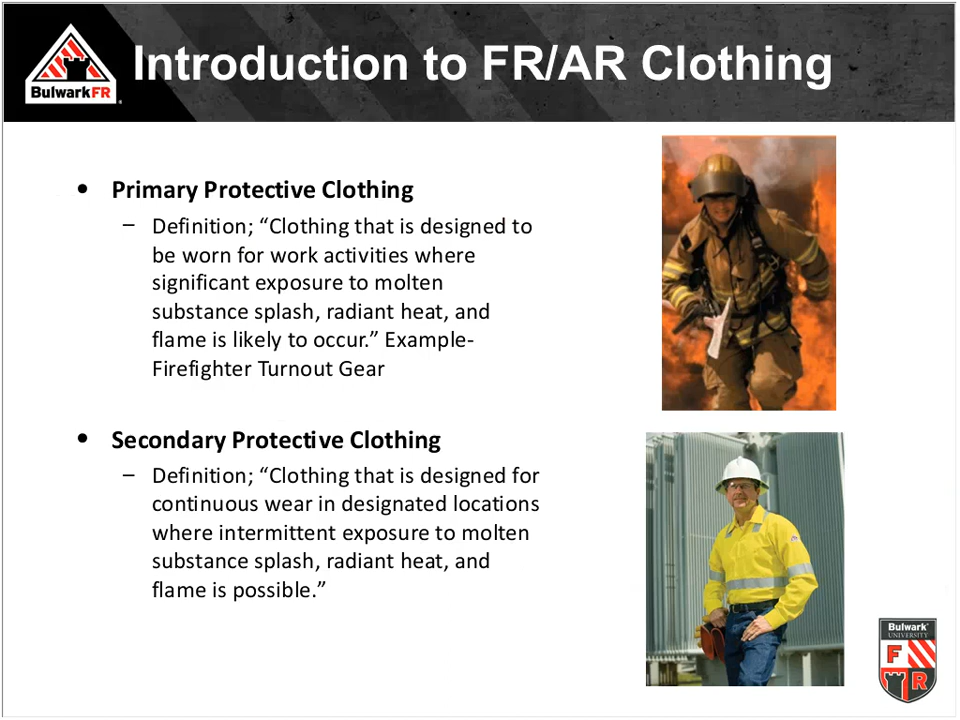 BulwarkFR
Introduction to FR/AR Clothing
• Primary Protective Clothing
– Definition; “Clothing that is designed to
be worn for work activities where
significant exposure to molten
substance splash, radiant heat, and
flame is likely to occur.” Example-
Firefighter Turnout Gear
• Secondary Protective Clothing
– Definition; “Clothing that is designed for
continuous wear in designated locations
where intermittent exposure to molten
substance splash, radiant heat, and
flame is possible.”
Bulwark®
UNIVERSITY
F
R